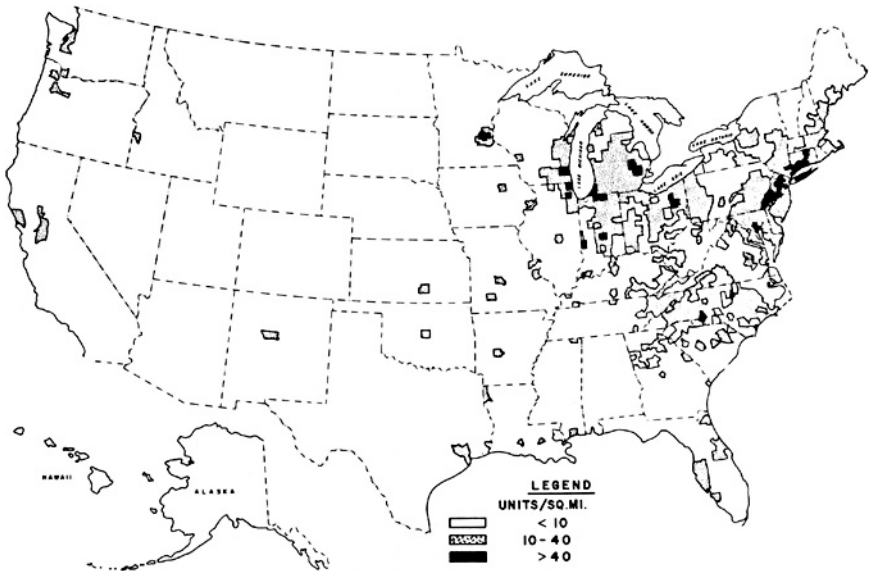 LAKE SUPERIOR
LAKE HURON
LAKE MICHIGAN
LAKE ONTARIO
LAKE ERIE
HAWAII
ALASKA
LEGEND
UNITS/SQ.MI.
< 10
10-40
> 40